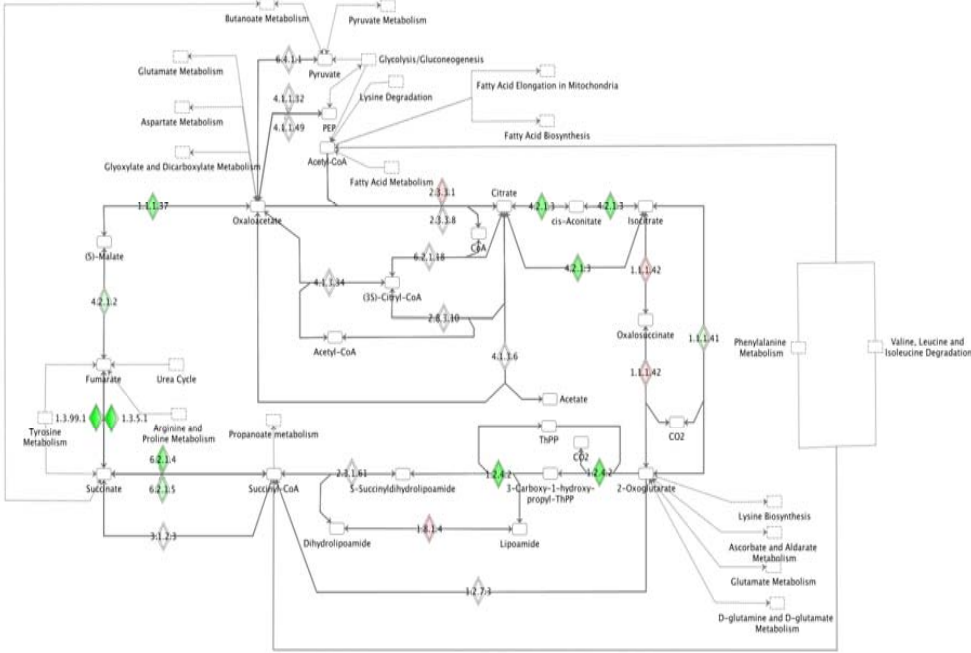 Butanoate Metabolism
Pyruvate Metabolism
6.4.1.1
Glycolysis/Gluconeogenesis
Glutamate Metabolism
Pyruvate
4.1.1.32
Lysine Degradation
Fatty Acid Elongation in Mitochondria
Aspartate Metabolism
4.1.1.49
PEP
Fatty Acid Biosynthesis
Glyoxylate and Dicarboxylate Metabolism
Acetyl-CoA
Fatty Acid Metabolism
1.1.1.37
Oxaloacetate
2.3.3.1
2.3.3.8
Citrate
4.2.1.3
cis-Aconitate
4.2.1.3
Isocitrate
CoA
(S)-Malate
6.2.1.18
4.2.1.3
1.1.1.42
4.1.3.34
(3S)-Citryl-CoA
4.2.1.2
2.8.3.10
Oxalosuccinate
1.1.1.41
Acetyl-CoA
4.1.3.6
Phenylalanine
Metabolism
Valine, Leucine and
Isoleucine Degradation
Fumarate
Urea Cycle
1.1.1.42
Acetate
1.3.99.1
1.3.5.1
Tyrosine
Metabolism
Arginine and
Proline Metabolism
Propanoate metabolism
ThPP
CO2
CO2
6.2.1.4
6.2.1.5
Succinate
Succinyl-CoA
2.3.1.61
S-Succinyldihydrolipoamide
1.2.4.2
3-Carboxy-1-hydroxy-
propyl-ThPP
1.2.4.2
2-Oxoglutarate
3.1.2.3
Dihydrolipoamide
1.8.1.4
Lipoamide
Lysine Biosynthesis
Ascorbate and Aldarate
Metabolism
Glutamate Metabolism
1.2.7.3
D-glutamine and D-glutamate
Metabolism